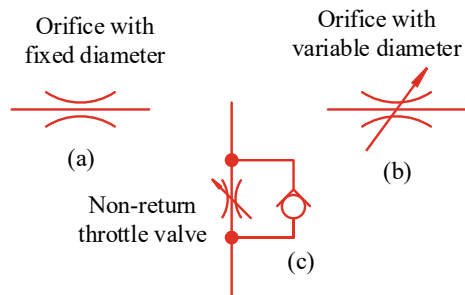 Orifice with
fixed diameter
(a)
Orifice with
variable diameter
(b)
Non-return
throttle valve
(c)